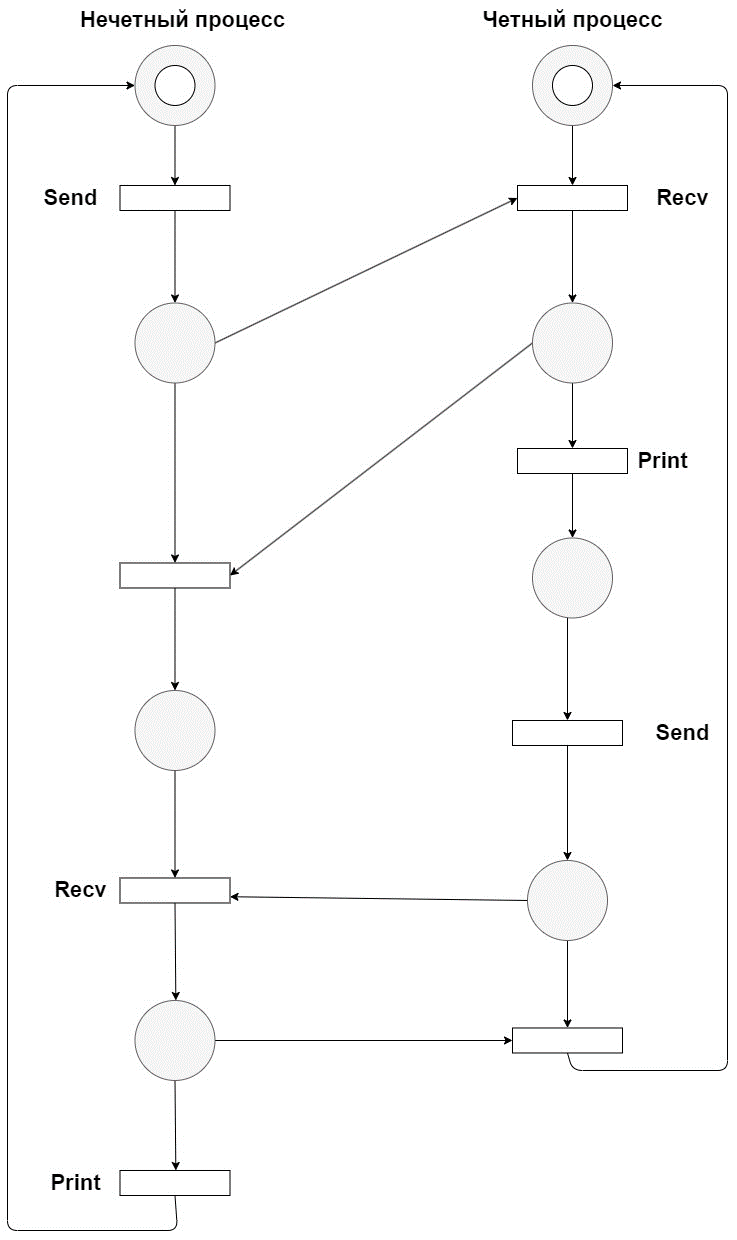 Нечетный процесс
Четный процесс
Send
Recv
Print
Send
Recv
Print